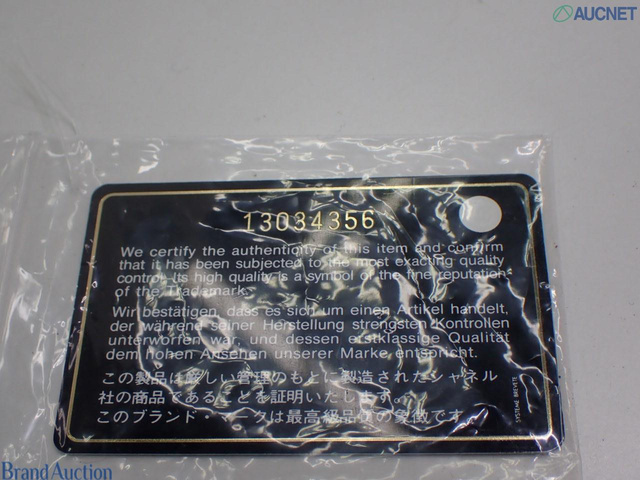 AUCNET
13034356
We certify the authenticity of this item and confirm
that it has been subjected to the most exacting quality
control. Its high quality is a symbol of the fine reputation
of the Trademark.
Wir bestätigen, dass es sich um einen Artikel handelt,
der während seiner Herstellung strengsten Kontrollen
unterworfen war, und dessen erstklassige Qualität
dem hohen Ansehen unserer Marke entspricht.
この製品は厳しい管理のもとに製造されたシャネル
社の商品であることを証明いたします。
このブランド・マークは最高級品質の象徴です。
SYSTEME BREVETE
Brand Auction